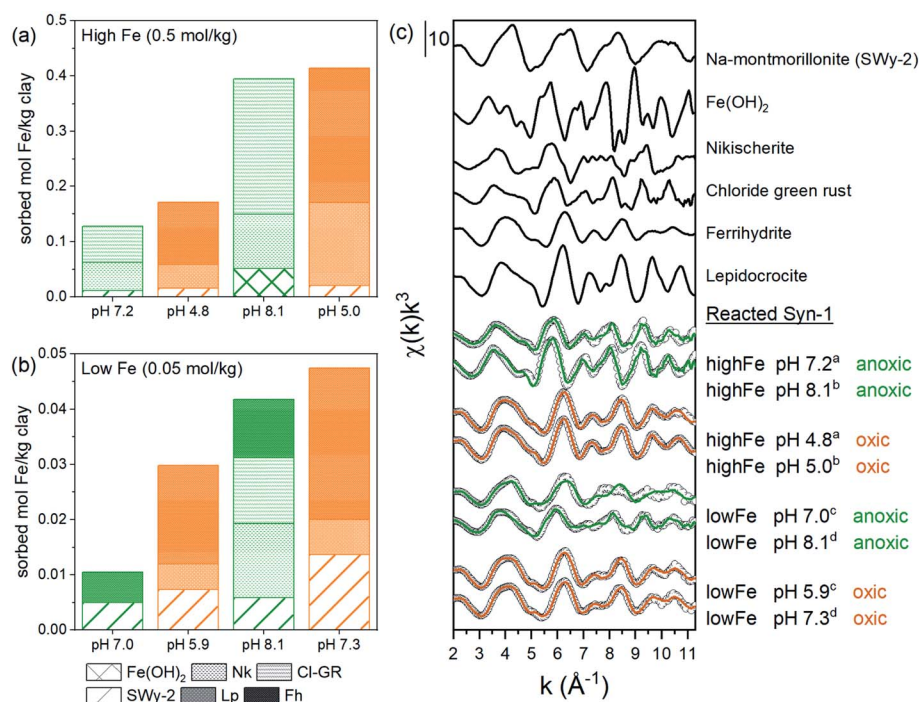 (a)
High Fe (0.5 mol/kg)
sorbed mol Fe/kg clay
0.5
0.4
0.3
0.2
0.1
0.0
pH 7.2 pH 4.8 pH 8.1 pH 5.0
(b)
Low Fe (0.05 mol/kg)
sorbed mol Fe/kg clay
0.05
0.04
0.03
0.02
0.01
0.00
pH 7.0 pH 5.9 pH 8.1 pH 7.3
Fe(OH)₂ Nk Cl-GR
SWy-2 Lp Fh
(c)
10
χ(k)k³
Na-montmorillonite (SWy-2)
Fe(OH)₂
Nikischerite
Chloride green rust
Ferrihydrite
Lepidocrocite
Reacted Syn-1
highFe pH 7.2ᵃ anoxic
highFe pH 8.1ᵇ anoxic
highFe pH 4.8ᵃ oxic
highFe pH 5.0ᵇ oxic
lowFe pH 7.0ᶜ anoxic
lowFe pH 8.1ᵈ anoxic
lowFe pH 5.9ᶜ oxic
lowFe pH 7.3ᵈ oxic
2 3 4 5 6 7 8 9 10 11
k (Å⁻¹)